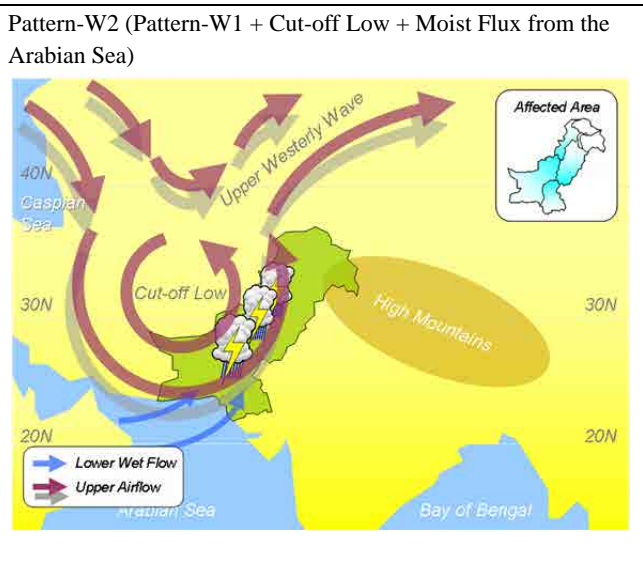 Pattern-W2 (Pattern-W1 + Cut-off Low + Moist Flux from the
Arabian Sea)
Affected Area
Upper Westerly Wave
40N
Caspian
Sea
Cut-off Low
30N
High Mountains
30N
20N
20N
Lower Wet Flow
Upper Airflow
Arabian Sea
Bay of Bengal